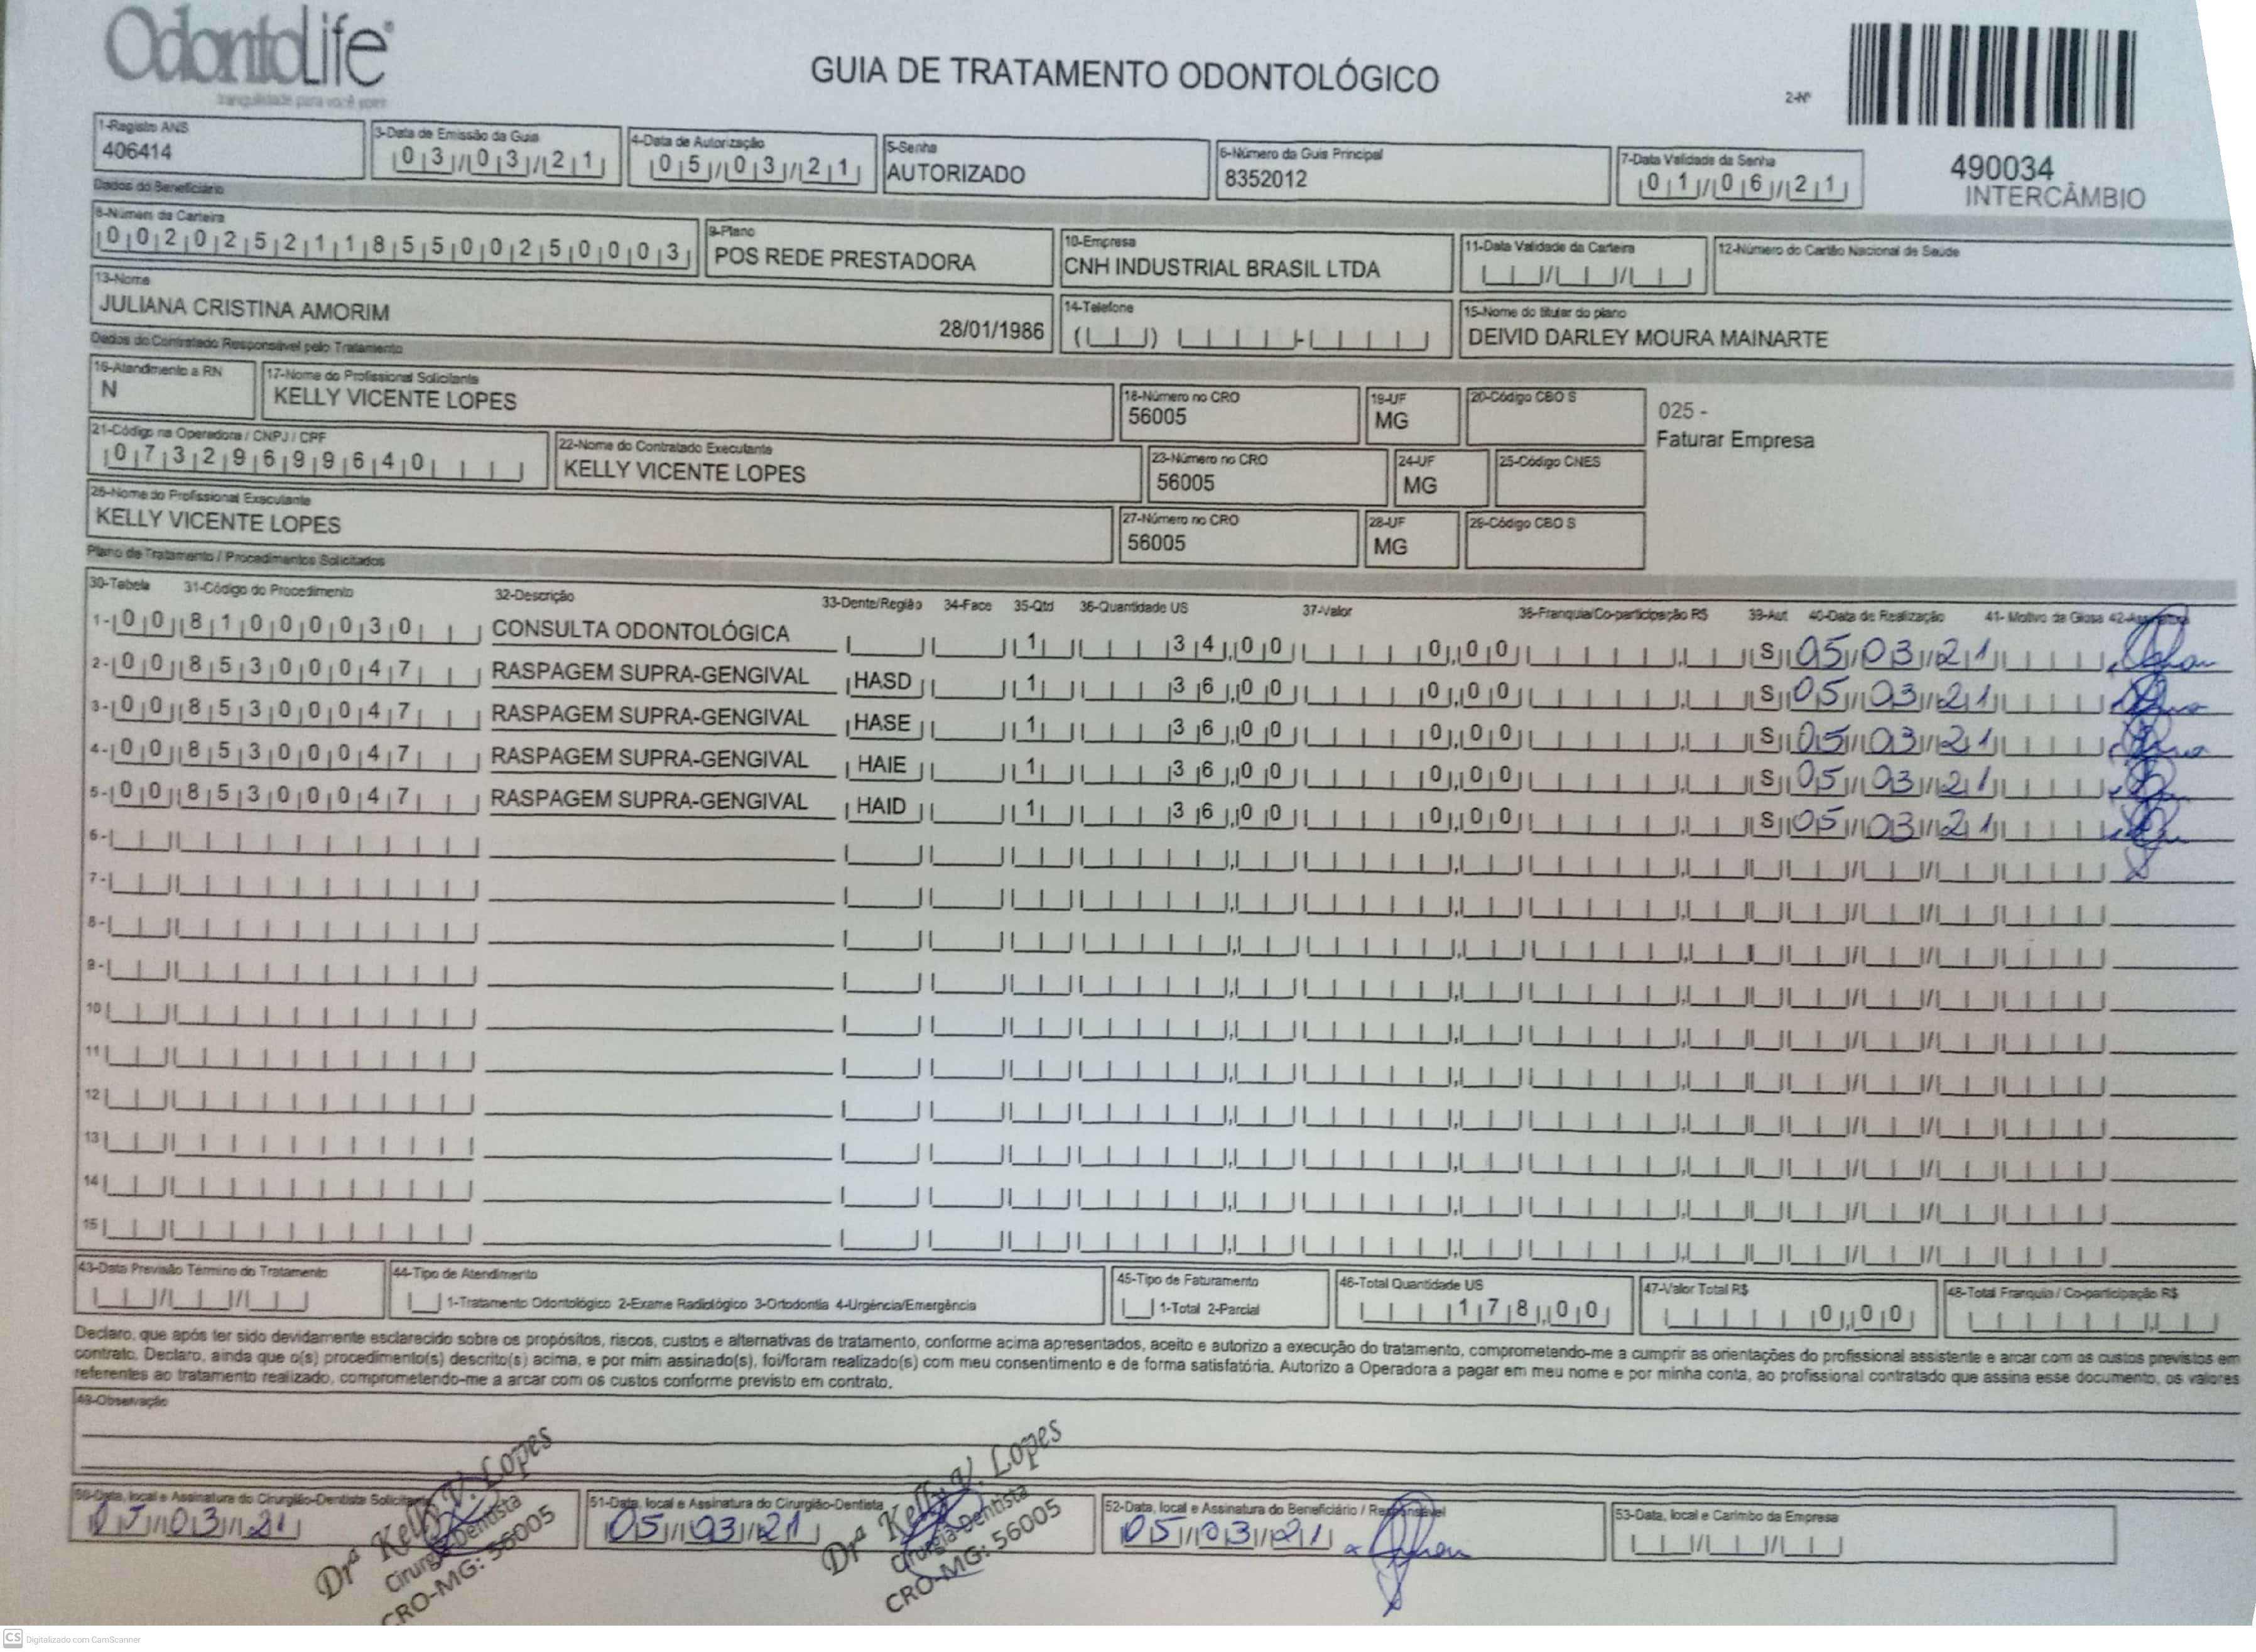 OdontoLife®
tranquilidade para você sorrir
GUIA DE TRATAMENTO ODONTOLÓGICO
2-Nº
490034
INTERCÂMBIO
1-Registro ANS
406414
3-Data de Emissão da Guia
03/03/21
4-Data de Autorização
05/03/21
5-Senha
AUTORIZADO
6-Número da Guia Principal
8352012
7-Data Validade da Senha
01/06/21
Dados do Beneficiário
8-Número da Carteira
00202521185500250003
9-Plano
POS REDE PRESTADORA
10-Empresa
CNH INDUSTRIAL BRASIL LTDA
11-Data Validade da Carteira
12-Número do Cartão Nacional de Saúde
13-Nome
JULIANA CRISTINA AMORIM 28/01/1986
14-Telefone
15-Nome do titular do plano
DEIVID DARLEY MOURA MAINARTE
Dados do Contratado Responsável pelo Tratamento
16-Atendimento a RN
N
17-Nome do Profissional Solicitante
KELLY VICENTE LOPES
18-Número no CRO
56005
19-UF
MG
20-Código CBO S
025 -
Faturar Empresa
21-Código na Operadora / CNPJ / CPF
07329699640
22-Nome do Contratado Executante
KELLY VICENTE LOPES
23-Número no CRO
56005
24-UF
MG
25-Código CNES
26-Nome do Profissional Executante
KELLY VICENTE LOPES
27-Número no CRO
56005
28-UF
MG
29-Código CBO S
Plano de Tratamento / Procedimentos Solicitados
30-Tabela 31-Código do Procedimento 32-Descrição 33-Dente/Região 34-Face 35-Qtd 36-Quantidade US 37-Valor 38-Franquia/Co-participação R$ 39-Aut 40-Data de Realização 41- Motivo da Glosa 42-Assinatura
1- 00 81000030 CONSULTA ODONTOLÓGICA 1 34,00 0,00 S 05/03/21
2- 00 85300047 RASPAGEM SUPRA-GENGIVAL HASD 1 36,00 0,00 S 05/03/21
3- 00 85300047 RASPAGEM SUPRA-GENGIVAL HASE 1 36,00 0,00 S 05/03/21
4- 00 85300047 RASPAGEM SUPRA-GENGIVAL HAIE 1 36,00 0,00 S 05/03/21
5- 00 85300047 RASPAGEM SUPRA-GENGIVAL HAID 1 36,00 0,00 S 05/03/21
6-
7-
8-
9-
10
11
12
13
14
15
43-Data Previsão Término do Tratamento
44-Tipo de Atendimento
1-Tratamento Odontológico 2-Exame Radiológico 3-Ortodontia 4-Urgência/Emergência
45-Tipo de Faturamento
1-Total 2-Parcial
46-Total Quantidade US
178,00
47-Valor Total R$
0,00
48-Total Franquia / Co-participação R$
Declaro, que após ter sido devidamente esclarecido sobre os propósitos, riscos, custos e alternativas de tratamento, conforme acima apresentados, aceito e autorizo a execução do tratamento, comprometendo-me a cumprir as orientações do profissional assistente e arcar com os custos previstos em
contrato. Declaro, ainda que o(s) procedimento(s) descrito(s) acima, e por mim assinado(s), foi/foram realizado(s) com meu consentimento e de forma satisfatória. Autorizo a Operadora a pagar em meu nome e por minha conta, ao profissional contratado que assina esse documento, os valores
referentes ao tratamento realizado, comprometendo-me a arcar com os custos conforme previsto em contrato.
49-Observação
50-Data, local e Assinatura do Cirurgião-Dentista Solicitante
05/03/21
Drª Kelly V. Lopes
Cirurgiã-Dentista
CRO-MG: 56005
51-Data, local e Assinatura do Cirurgião-Dentista
05/03/21
Drª Kelly V. Lopes
Cirurgiã-Dentista
CRO-MG: 56005
52-Data, local e Assinatura do Beneficiário / Responsável
05/03/21
53-Data, local e Carimbo da Empresa
CS Digitalizado com CamScanner